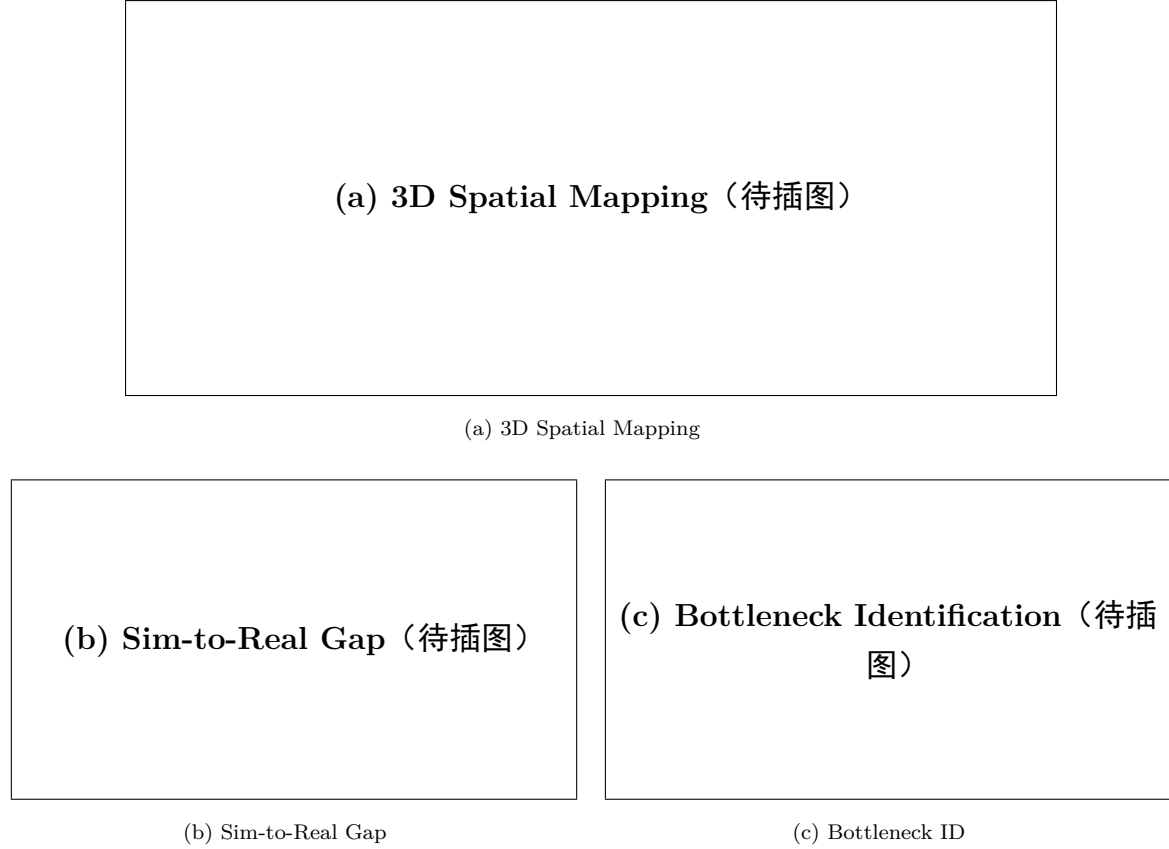 (a) 3D Spatial Mapping（待插图）
(a) 3D Spatial Mapping
(b) Sim-to-Real Gap（待插图）
(b) Sim-to-Real Gap
(c) Bottleneck Identification（待插
图）
(c) Bottleneck ID